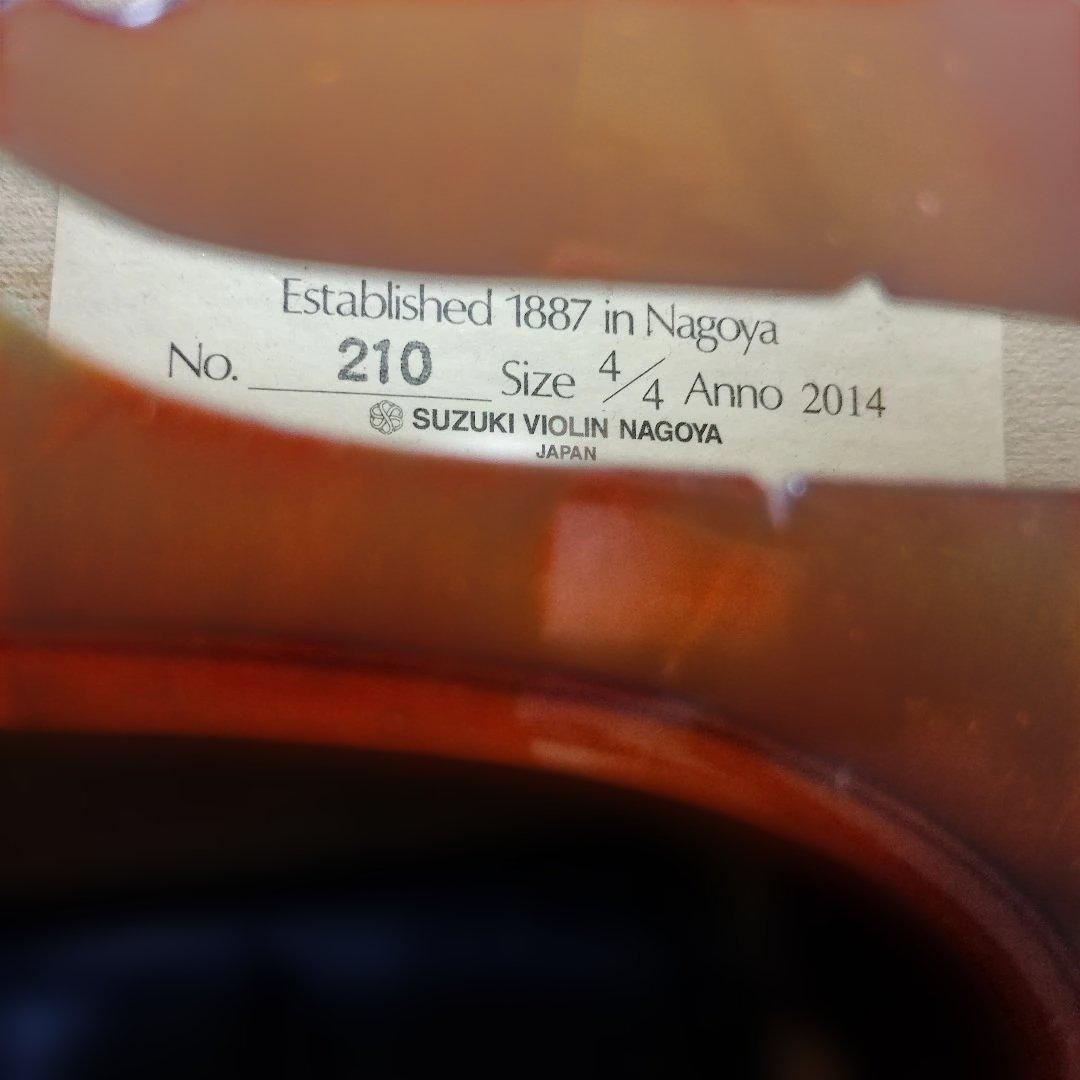 Established 1887 in Nagoya
No. 210 Size 4/4 Anno 2014
SUZUKI VIOLIN NAGOYA
JAPAN